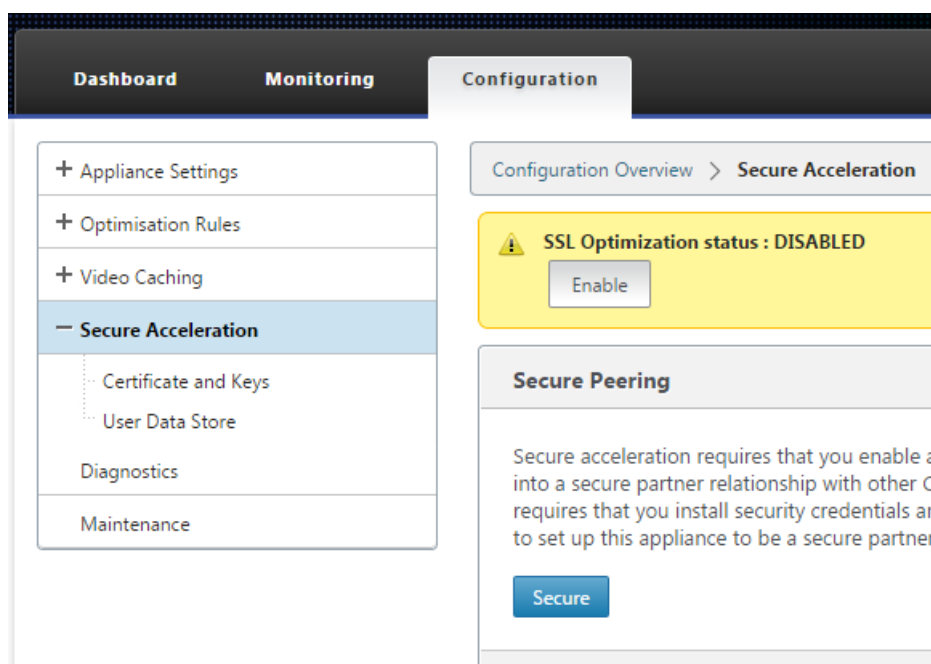 Dashboard Monitoring Configuration
+ Appliance Settings
+ Optimisation Rules
+ Video Caching
− Secure Acceleration
Certificate and Keys
User Data Store
Diagnostics
Maintenance
Configuration Overview > Secure Acceleration
SSL Optimization status : DISABLED
Enable
Secure Peering
Secure acceleration requires that you enable
into a secure partner relationship with other
requires that you install security credentials
to set up this appliance to be a secure partner
Secure